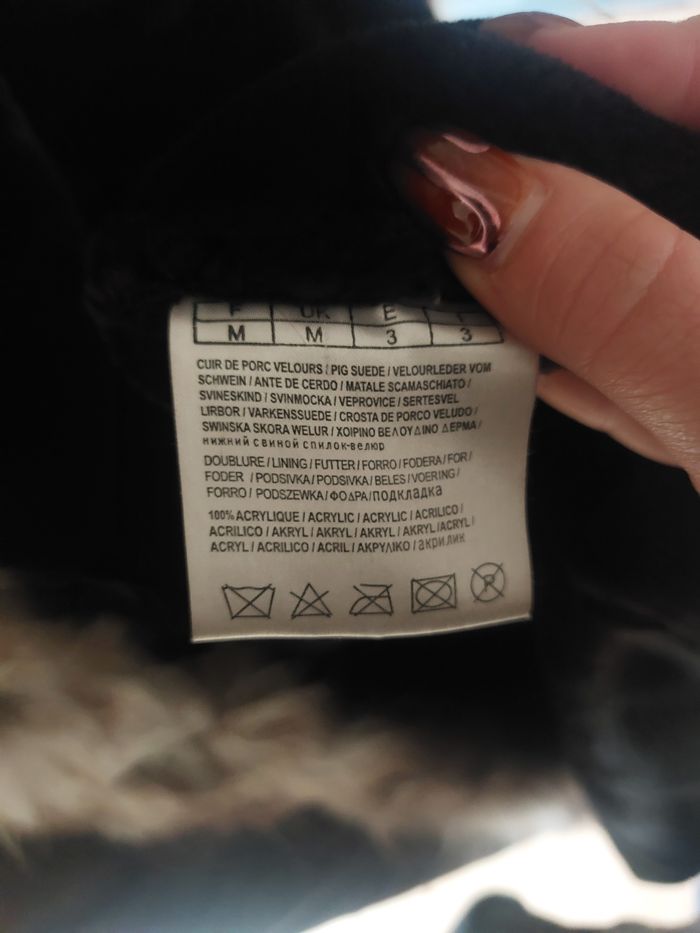 F UK E
M M 3 3
CUIR DE PORC VELOURS / PIG SUEDE / VELOURLEDER VOM
SCHWEIN / ANTE DE CERDO / MATALE SCAMASCHIATO /
SVINESKIND / SVINMOCKA / VEPROVICE / SERTESVEL
LIRBOR / VARKENSSUEDE / CROSTA DE PORCO VELUDO /
SWINSKA SKORA WELUR / ΧΟΙΡΙΝΟ ΒΕΛΟΥΔΙΝΟ ΔΕΡΜΑ /
нижний свиной спилок-велюр
DOUBLURE / LINING / FUTTER / FORRO / FODERA / FOR /
FODER / PODSIVKA / PODSIVKA / BELES / VOERING /
FORRO / PODSZEWKA / ΦΟΔΡΑ / подкладка
100% ACRYLIQUE / ACRYLIC / ACRYLIC / ACRILICO /
ACRILICO / AKRYL / AKRYL / AKRYL / AKRYL / ACRYL /
ACRYL / ACRILICO / ACRIL / ΑΚΡΥΛΙΚΟ / акрилик
P